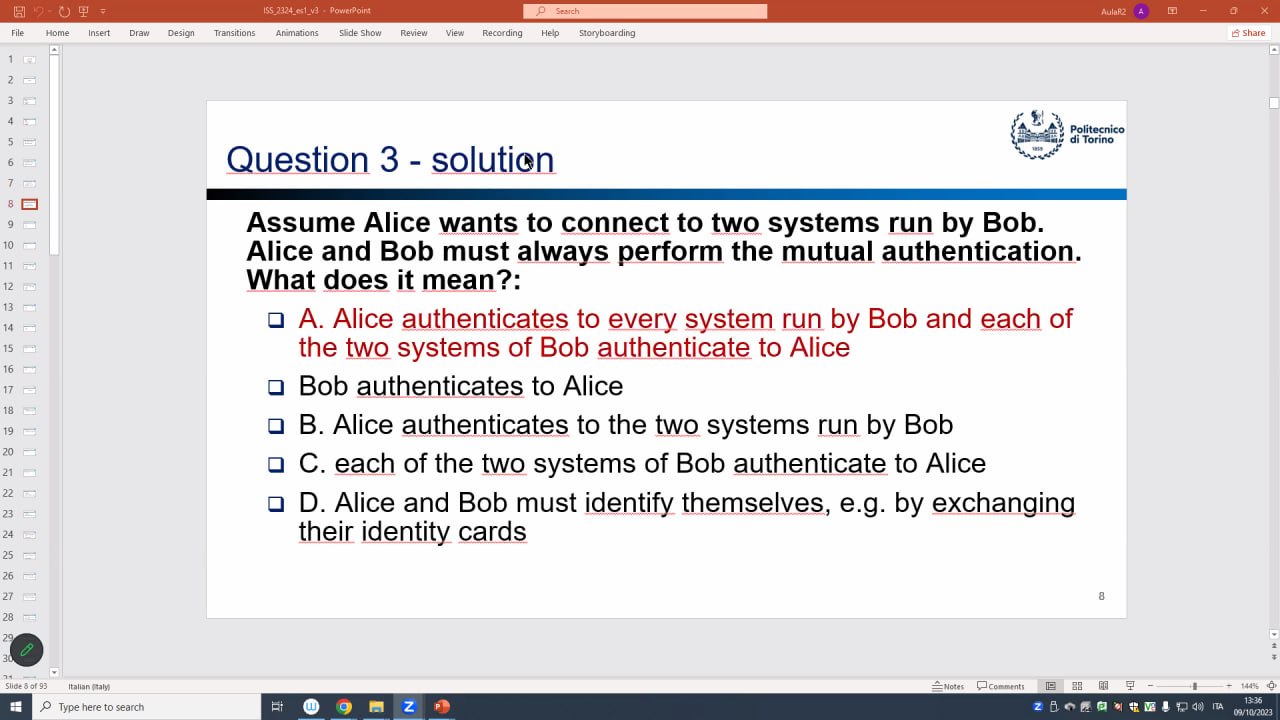 ISS_2324_es1_v3 - PowerPoint
Search
AulaR2
A
File Home Insert Draw Design Transitions Animations Slide Show Review View Recording Help Storyboarding
Share
1
2
3
4
5
6
7
8
9
10
11
12
13
14
15
16
17
18
19
20
21
22
23
24
25
26
27
28
29
30
Politecnico
di Torino
1859
Question 3 - solution
Assume Alice wants to connect to two systems run by Bob.
Alice and Bob must always perform the mutual authentication.
What does it mean?:
A. Alice authenticates to every system run by Bob and each of
the two systems of Bob authenticate to Alice
Bob authenticates to Alice
B. Alice authenticates to the two systems run by Bob
C. each of the two systems of Bob authenticate to Alice
D. Alice and Bob must identify themselves, e.g. by exchanging
their identity cards
8
Slide 8 of 93 Italian (Italy)
Notes Comments 144%
Type here to search
ITA
13:36
09/10/2023